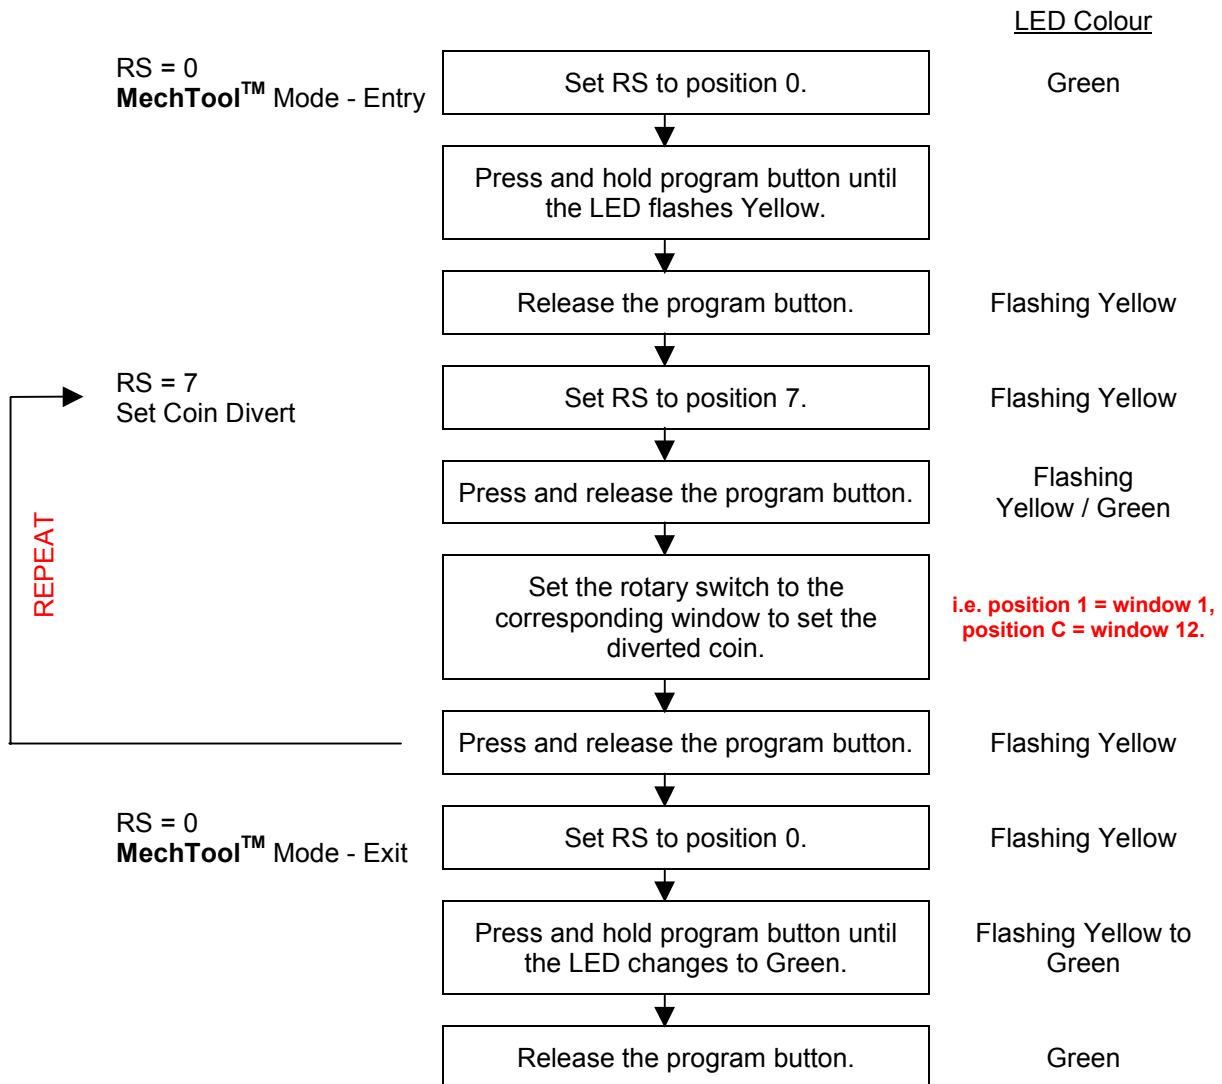 LED Colour
RS = 0
MechTool™ Mode - Entry
Set RS to position 0.
Green
Press and hold program button until
the LED flashes Yellow.
Release the program button.
Flashing Yellow
RS = 7
Set Coin Divert
Set RS to position 7.
Flashing Yellow
Press and release the program button.
Flashing
Yellow / Green
REPEAT
Set the rotary switch to the
corresponding window to set the
diverted coin.
i.e. position 1 = window 1,
position C = window 12.
Press and release the program button.
Flashing Yellow
RS = 0
MechTool™ Mode - Exit
Set RS to position 0.
Flashing Yellow
Press and hold program button until
the LED changes to Green.
Flashing Yellow to
Green
Release the program button.
Green